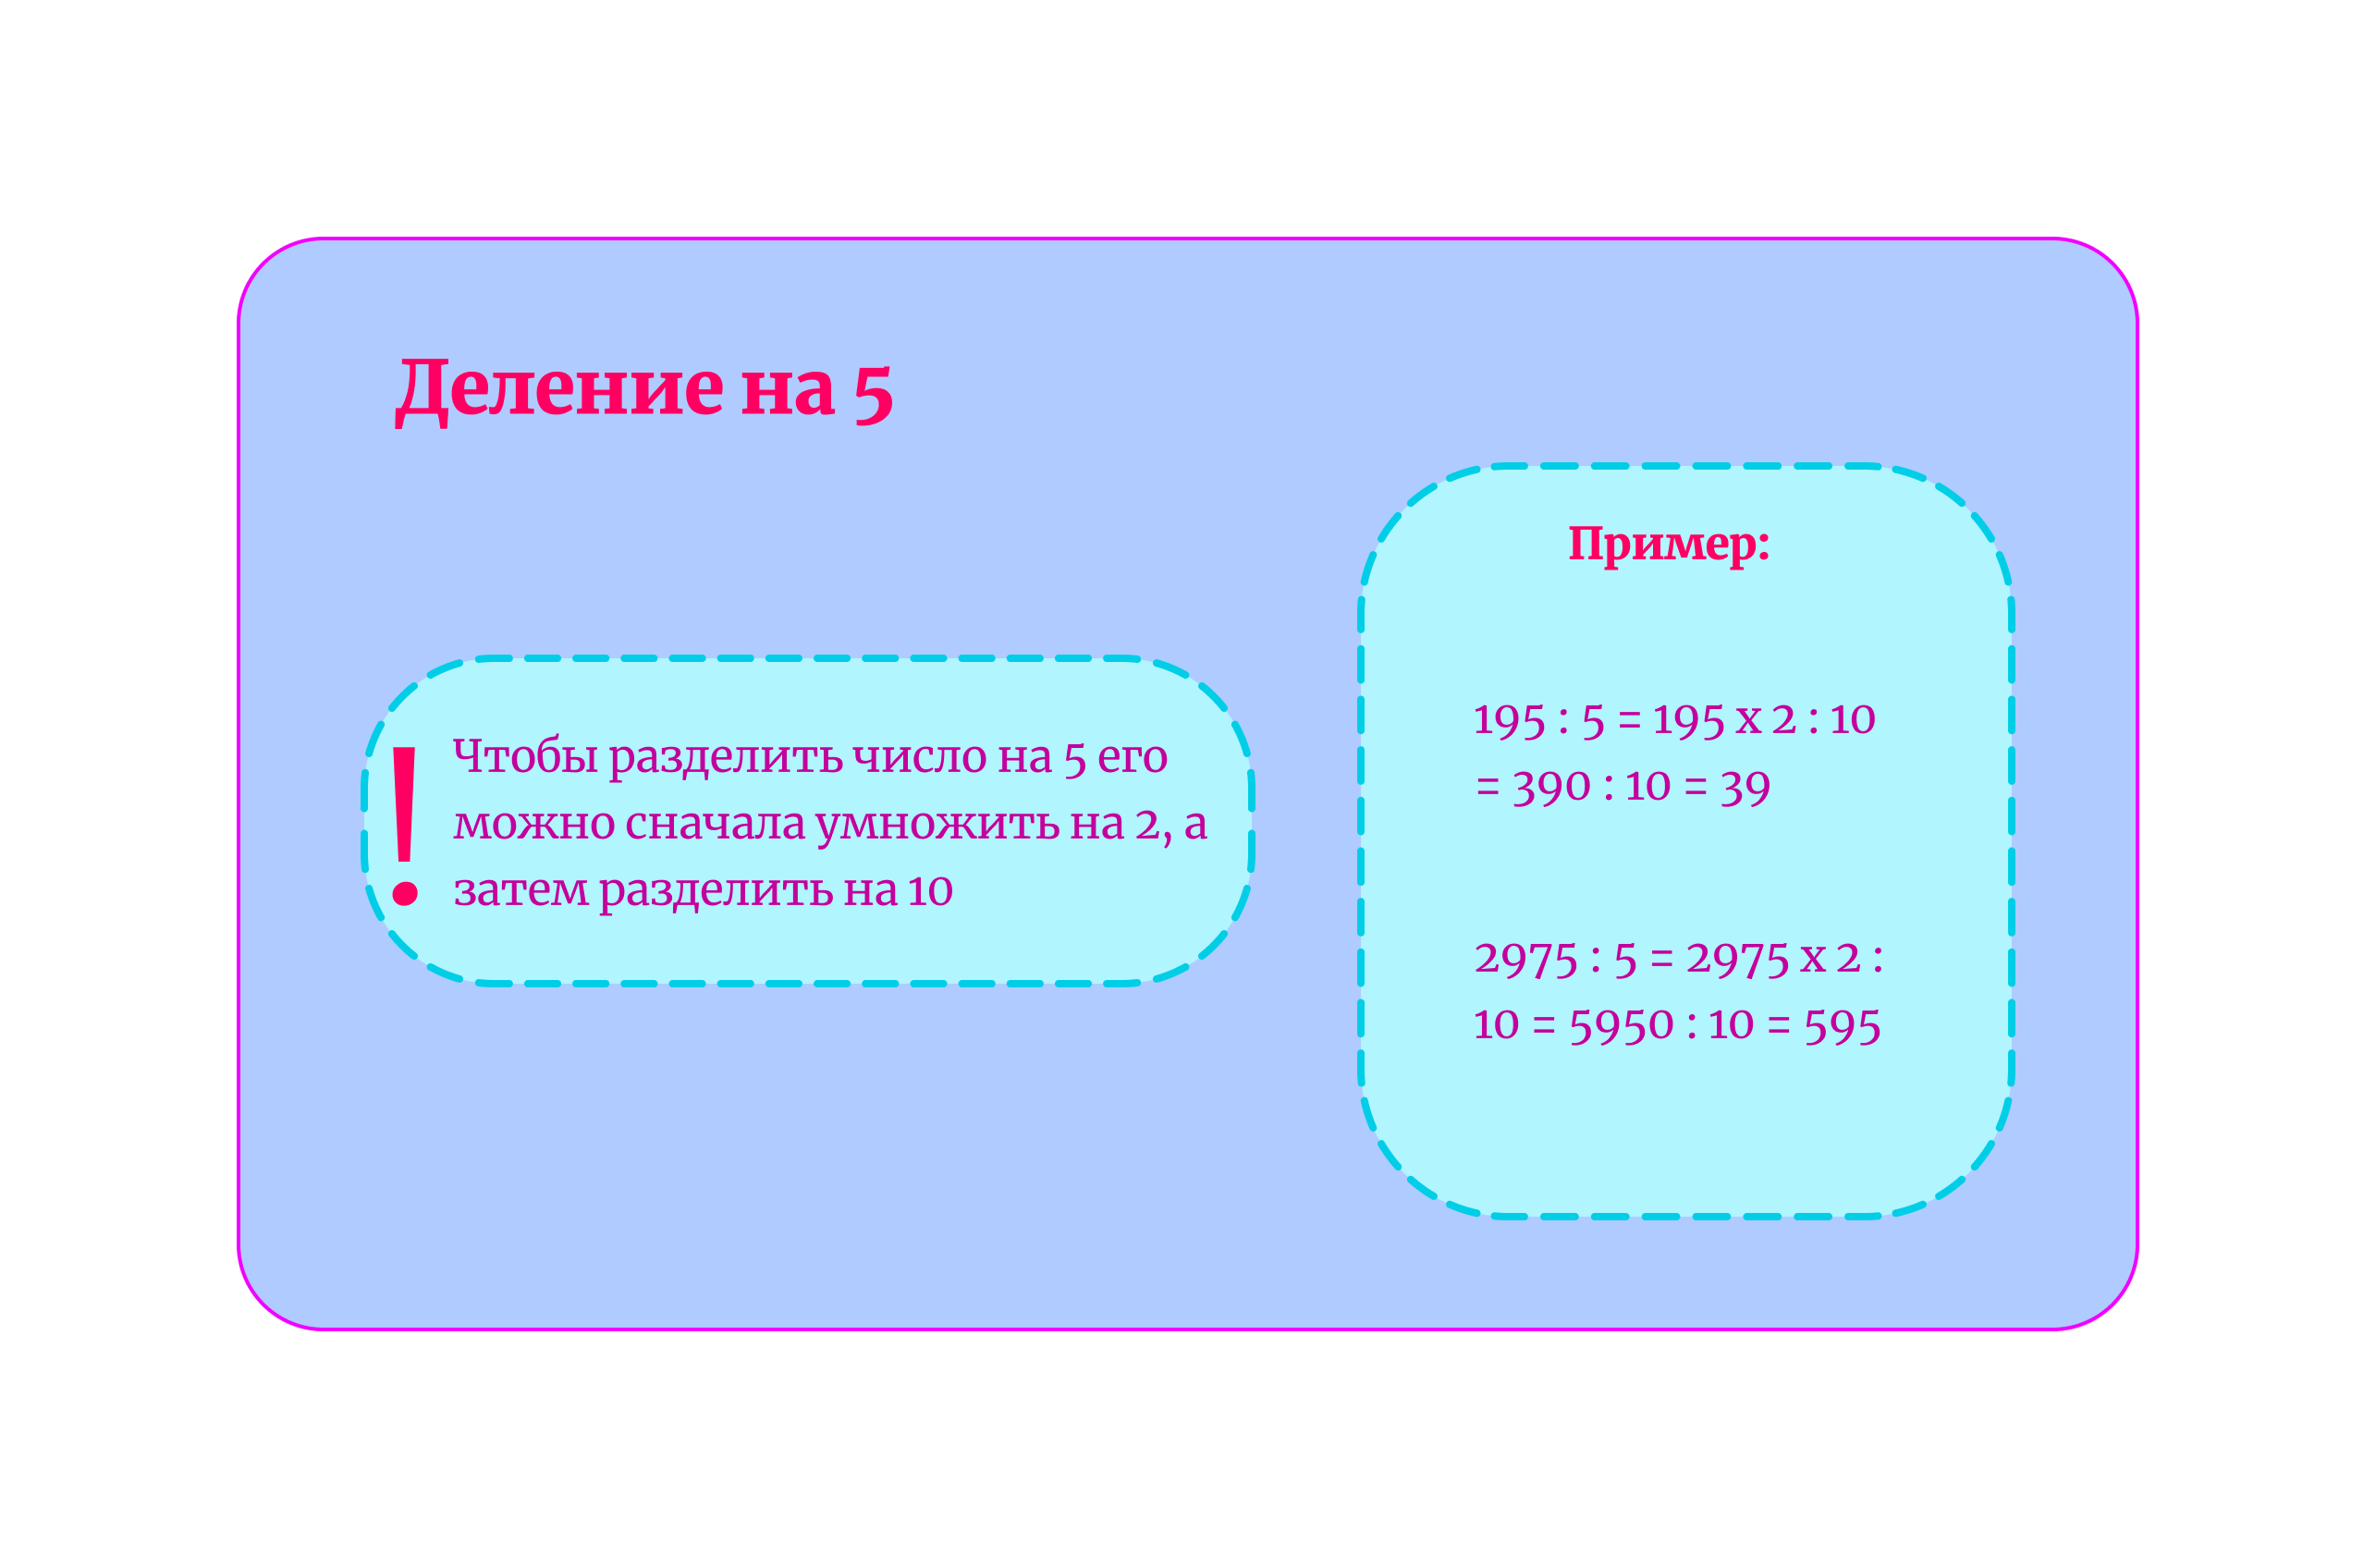 Деление на 5
!
Чтобы разделить число на 5 его
можно сначала умножить на 2, а
затем разделить на 10
Пример:
195 : 5 = 195 х 2 : 10
= 390 : 10 = 39
2975 : 5 = 2975 х 2 :
10 = 5950 : 10 = 595